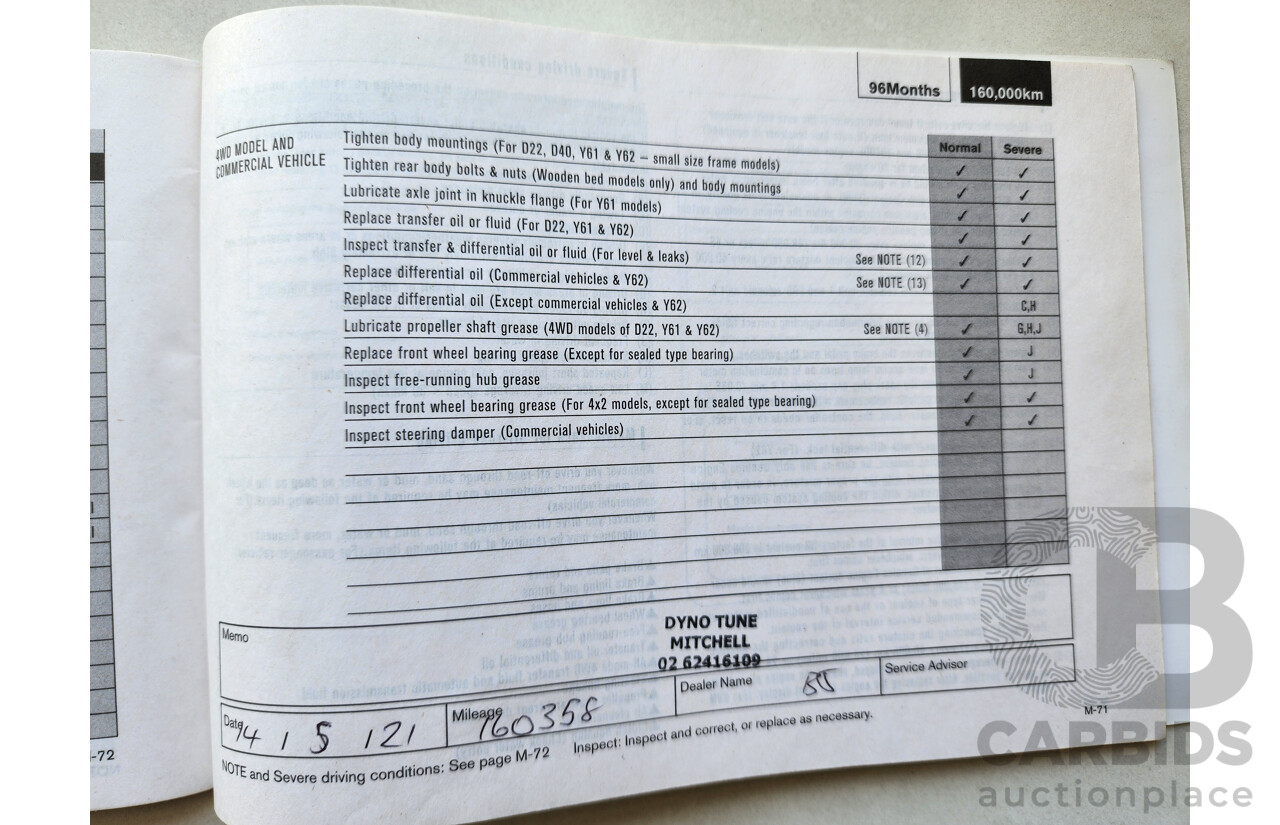 96Months 160,000km
4WD MODEL AND
COMMERCIAL VEHICLE
Normal Severe
Tighten body mountings (For D22, D40, Y61 & Y62 – small size frame models) ✓ ✓
Tighten rear body bolts & nuts (Wooden bed models only) and body mountings ✓ ✓
Lubricate axle joint in knuckle flange (For Y61 models) ✓ ✓
Replace transfer oil or fluid (For D22, Y61 & Y62) ✓ ✓
Inspect transfer & differential oil or fluid (For level & leaks) See NOTE (12) ✓ ✓
Replace differential oil (Commercial vehicles & Y62) See NOTE (13) ✓ ✓
Replace differential oil (Except commercial vehicles & Y62) C,H
Lubricate propeller shaft grease (4WD models of D22, Y61 & Y62) See NOTE (4) ✓ G,H,J
Replace front wheel bearing grease (Except for sealed type bearing) ✓ J
Inspect free-running hub grease ✓ J
Inspect front wheel bearing grease (For 4x2 models, except for sealed type bearing) ✓ ✓
Inspect steering damper (Commercial vehicles) ✓ ✓
Memo
DYNO TUNE
MITCHELL
02 62416109
Date 4 / 5 /21 Mileage 160358 Dealer Name Service Advisor
NOTE and Severe driving conditions: See page M-72 Inspect: Inspect and correct, or replace as necessary.
M-71
-72
CARBIDS
auctionplace